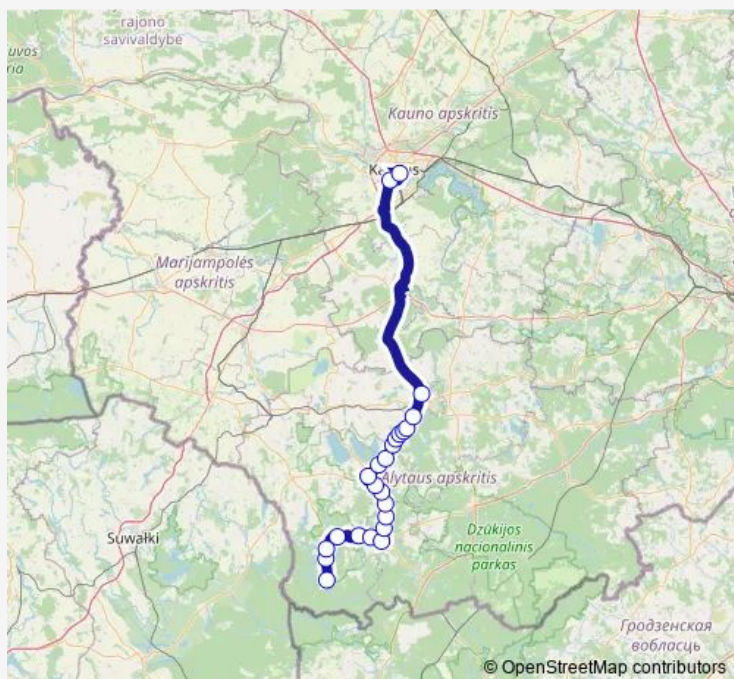 rajono
savivaldybė
uvos
ria
Kauno apskritis
Marijampolės
apskritis
Alytaus apskritis
Suwałki
Dzūkijos
nacionalinis
parkas
Гродзенская
вобласць
© OpenStreetMap contributors